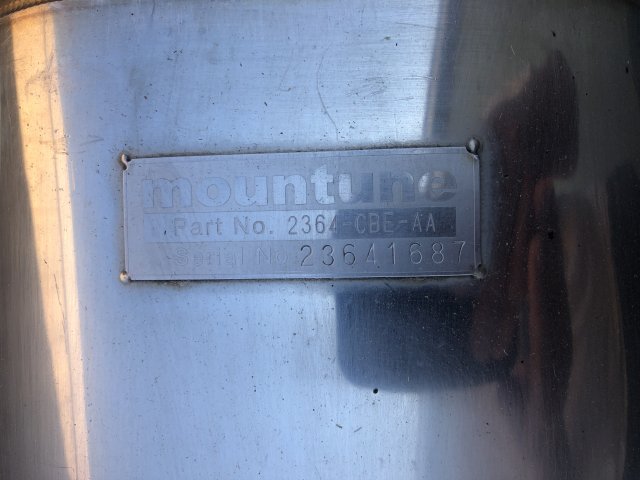 mountune
Part No. 2364-CBE-AA
Serial No. 23641687